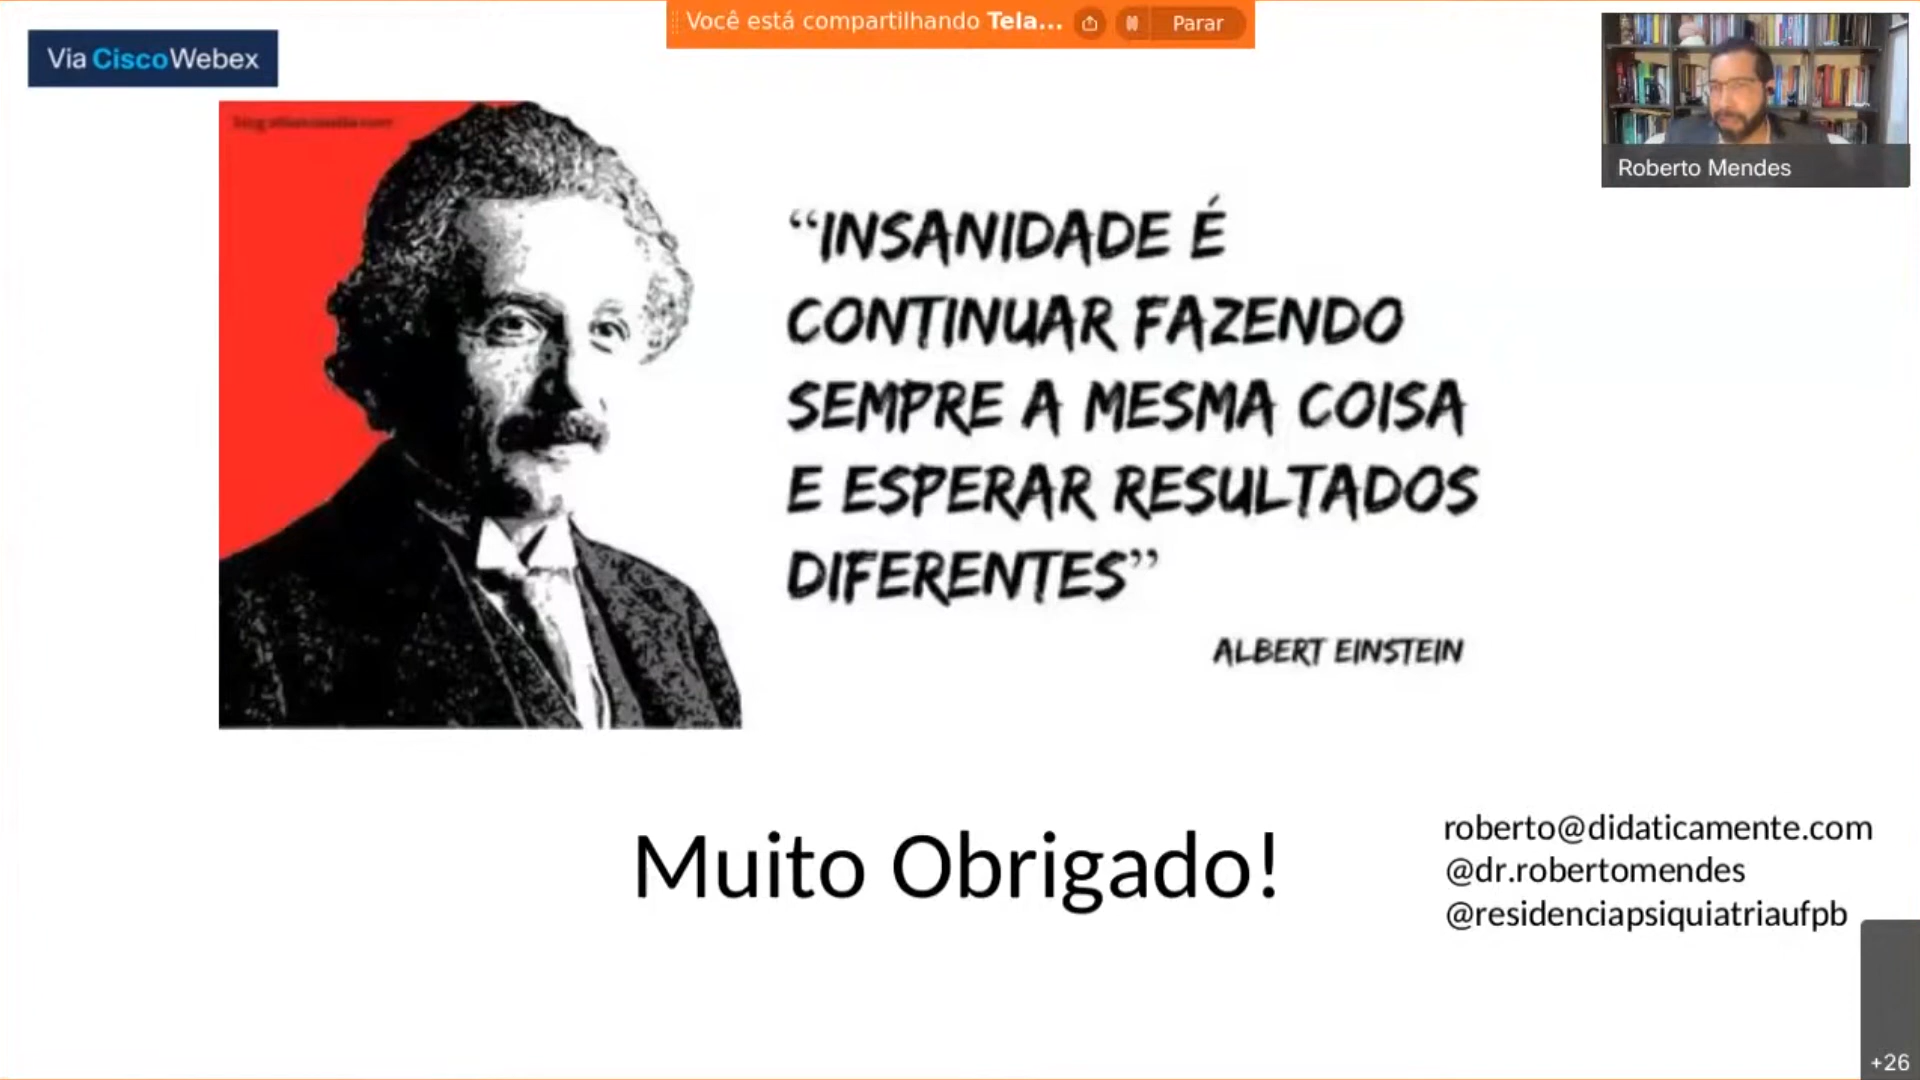 Você está compartilhando Tela...
Parar
Via CiscoWebex
Roberto Mendes
“INSANIDADE É
CONTINUAR FAZENDO
SEMPRE A MESMA COISA
E ESPERAR RESULTADOS
DIFERENTES”
ALBERT EINSTEIN
Muito Obrigado!
roberto@didaticamente.com
@dr.robertomendes
@residenciapsiquiatriaufpb
+26